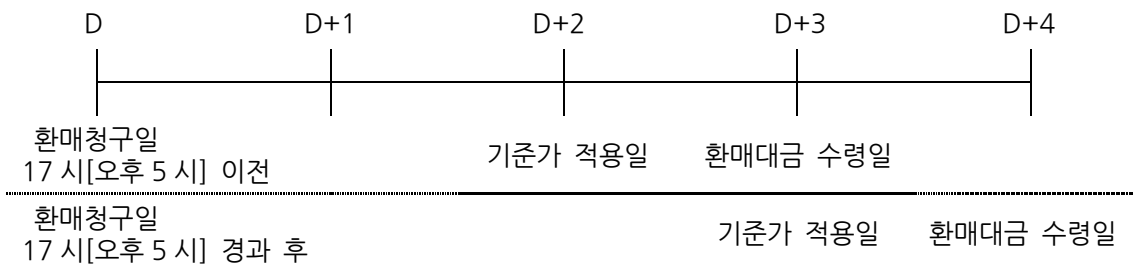 D D+1 D+2 D+3 D+4
환매청구일
17 시[오후 5 시] 이전
기준가 적용일 환매대금 수령일
환매청구일
17 시[오후 5 시] 경과 후
기준가 적용일 환매대금 수령일